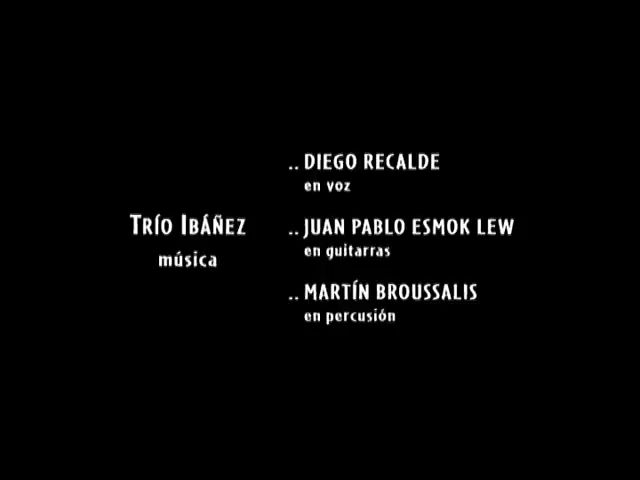 Trío Ibáñez
música
.. DIEGO RECALDE
en voz
.. JUAN PABLO ESMOK LEW
en guitarras
.. MARTÍN BROUSSALIS
en percusión